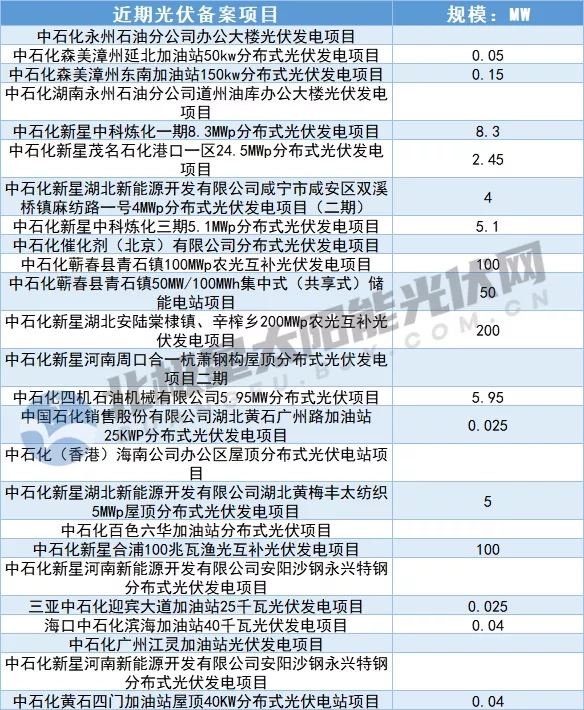 近期光伏备案项目 规模: MW
中石化永州石油分公司办公大楼光伏发电项目
中石化森美漳州延北加油站50kw分布式光伏发电项目 0.05
中石化森美漳州东南加油站150kw分布式光伏发电项目 0.15
中石化湖南永州石油分公司道州油库办公大楼光伏发电
项目
中石化新星中科炼化一期8.3MWp分布式光伏发电项目 8.3
中石化新星茂名石化港口一区24.5MWp分布式光伏发电
项目 2.45
中石化新星湖北新能源开发有限公司咸宁市咸安区双溪
桥镇麻纺路一号4MWp分布式光伏发电项目（二期） 4
中石化新星中科炼化三期5.1MWp分布式光伏发电项目 5.1
中石化催化剂（北京）有限公司分布式光伏发电项目
中石化蕲春县青石镇100MWp农光互补光伏发电项目 100
中石化蕲春县青石镇50MW/100MWh集中式（共享式）储
能电站项目 50
中石化新星湖北安陆棠棣镇、辛榨乡200MWp农光互补光
伏发电项目 200
中石化新星河南周口合一杭萧钢构屋顶分布式光伏发电
项目二期
中石化四机石油机械有限公司5.95MW分布式光伏项目 5.95
中国石化销售股份有限公司湖北黄石广州路加油站
25KWP分布式光伏发电项目 0.025
中石化（香港）海南公司办公区屋顶分布式光伏电站项
目
中石化新星湖北新能源开发有限公司湖北黄梅丰太纺织
5MWp屋顶分布式光伏发电项目 5
中石化百色六华加油站分布式光伏项目
中石化新星合浦100兆瓦渔光互补光伏发电项目 100
中石化新星河南新能源开发有限公司安阳沙钢永兴特钢
分布式光伏发电项目
三亚中石化迎宾大道加油站25千瓦光伏发电项目 0.025
海口中石化滨海加油站40千瓦光伏发电项目 0.04
中石化广州江灵加油站光伏发电项目
中石化新星河南新能源开发有限公司安阳沙钢永兴特钢
分布式光伏发电项目
中石化黄石四门加油站屋顶40KW分布式光伏电站项目 0.04
北极星太阳能光伏网